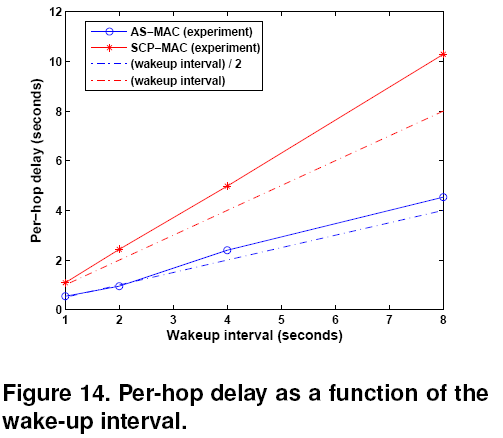 12
10
8
6
4
2
0
Per−hop delay (seconds)
AS−MAC (experiment)
SCP−MAC (experiment)
(wakeup interval) / 2
(wakeup interval)
1 2 3 4 5 6 7 8
Wakeup interval (seconds)
Figure 14. Per-hop delay as a function of the
wake-up interval.